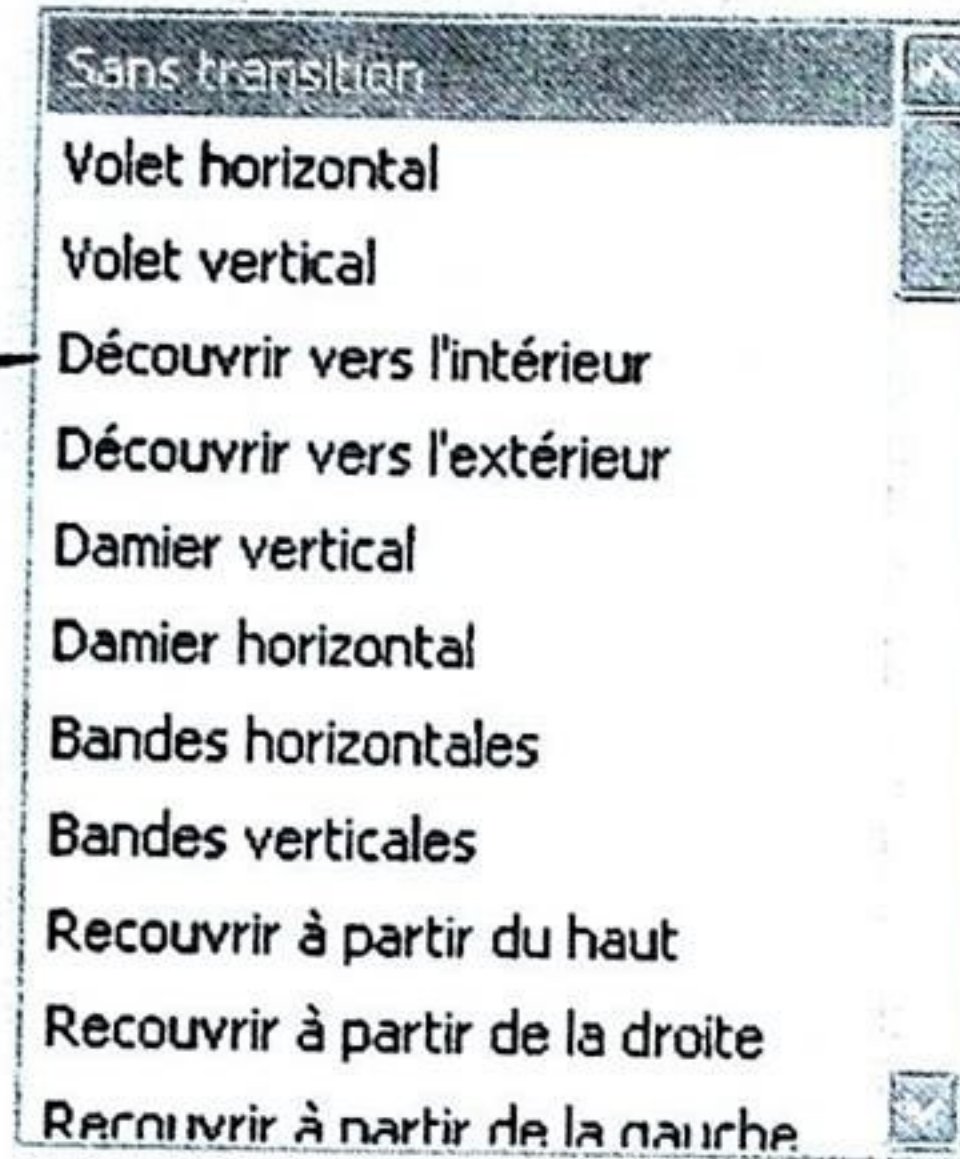 Sans transition
Volet horizontal
Volet vertical
Découvrir vers l'intérieur
Découvrir vers l'extérieur
Damier vertical
Damier horizontal
Bandes horizontales
Bandes verticales
Recouvrir à partir du haut
Recouvrir à partir de la droite
Recouvrir à partir de la gauche